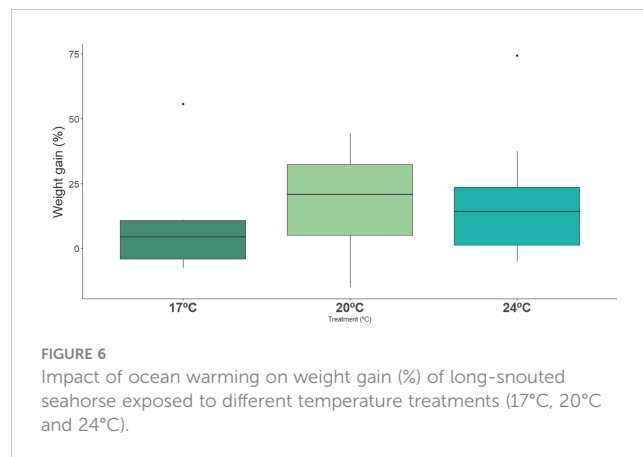 75
50
25
0
Weight gain (%)
17ºC 20ºC 24ºC
Treatment (ºC)
FIGURE 6
Impact of ocean warming on weight gain (%) of long-snouted
seahorse exposed to different temperature treatments (17°C, 20°C
and 24°C).